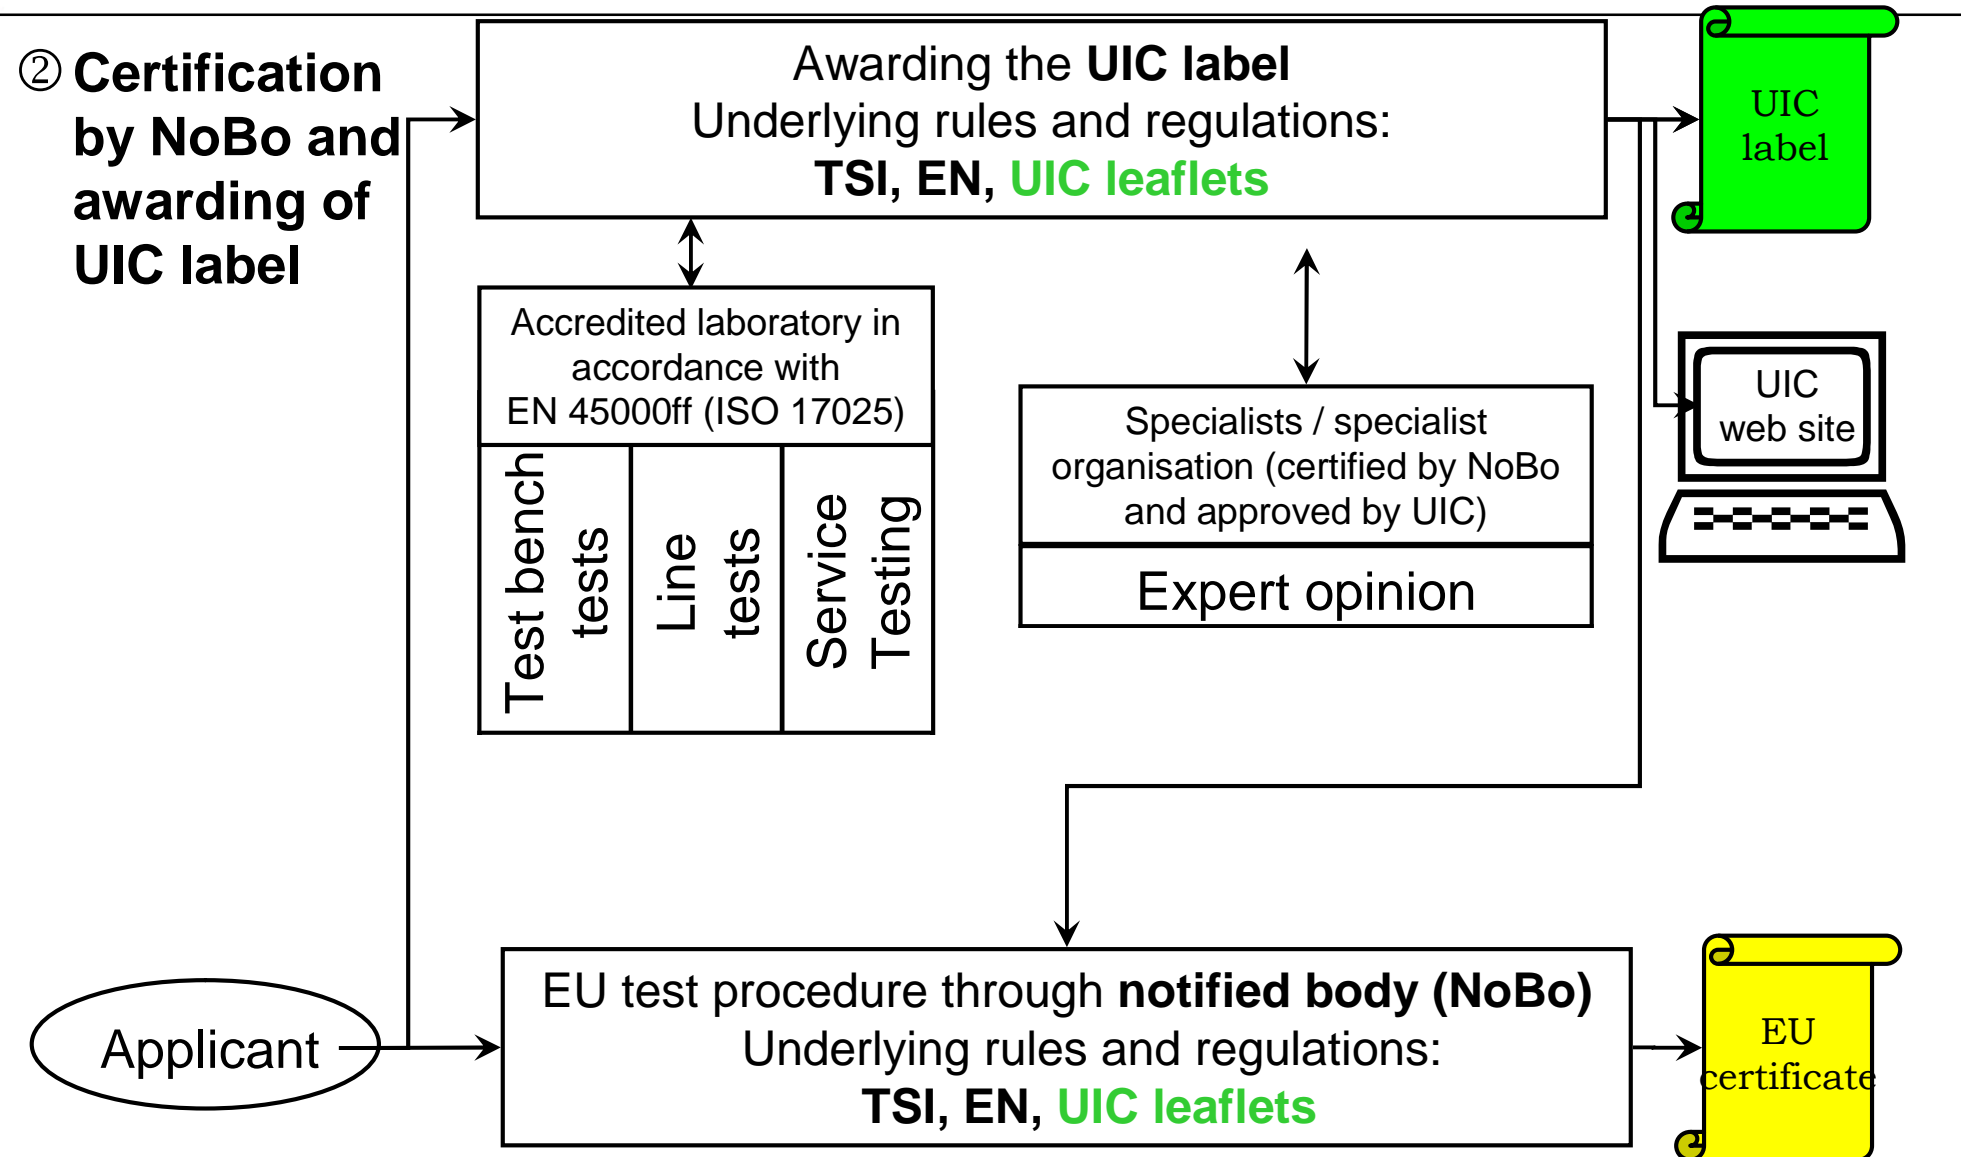 ② Certification
by NoBo and
awarding of
UIC label
Awarding the UIC label
Underlying rules and regulations:
TSI, EN, UIC leaflets
UIC
label
Accredited laboratory in
accordance with
EN 45000ff (ISO 17025)
Test bench
tests
Line
tests
Service
Testing
Specialists / specialist
organisation (certified by NoBo
and approved by UIC)
Expert opinion
UIC
web site
Applicant
EU test procedure through notified body (NoBo)
Underlying rules and regulations:
TSI, EN, UIC leaflets
EU
certificate